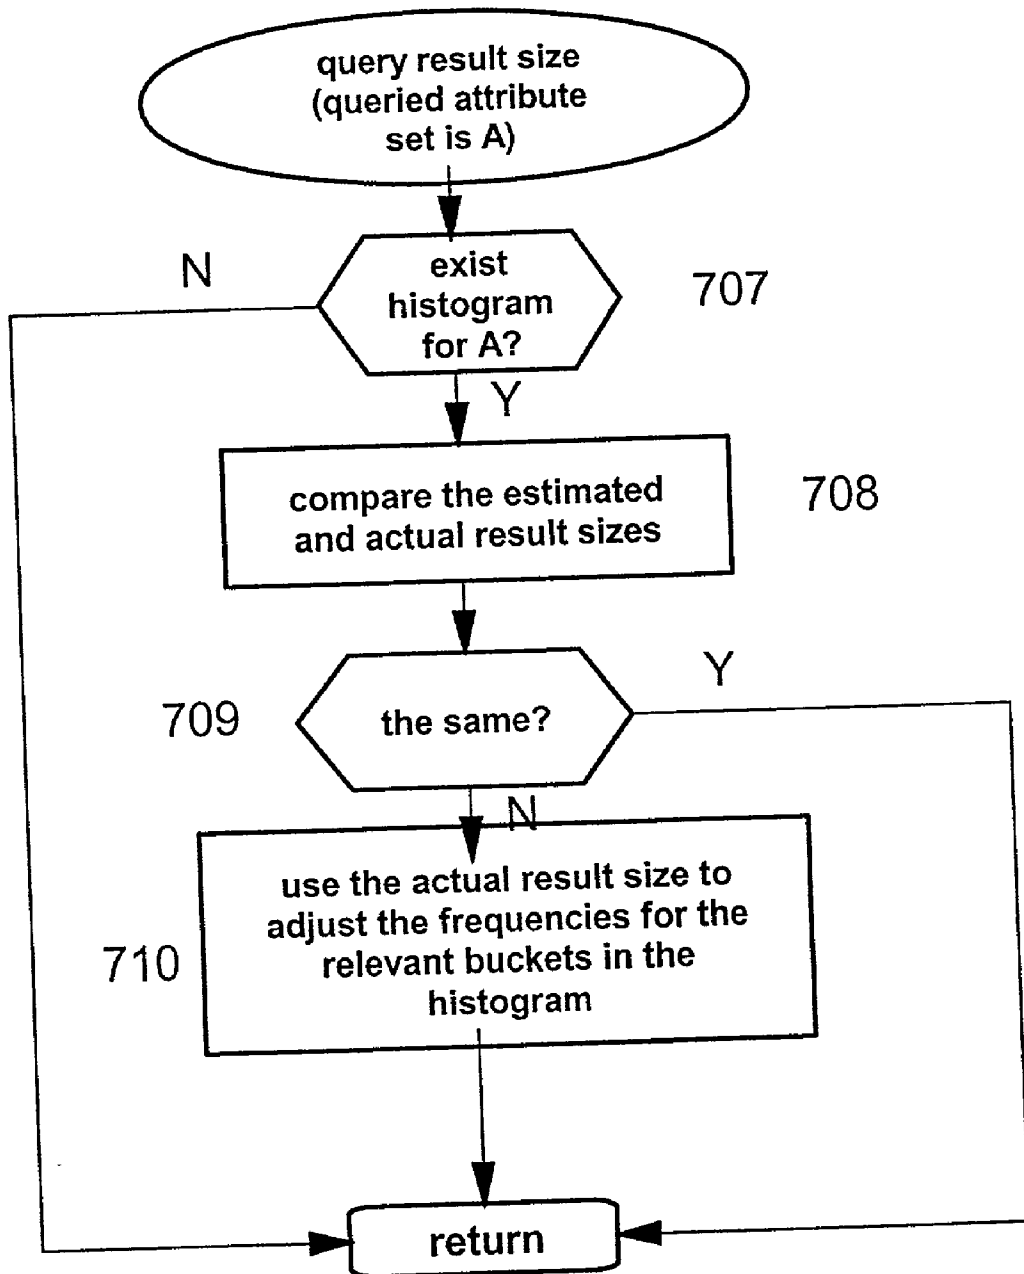 query result size
(queried attribute
set is A)
N
exist
histogram
for A?
707
Y
compare the estimated
and actual result sizes
708
Y
709
the same?
N
use the actual result size to
adjust the frequencies for the
relevant buckets in the
histogram
710
return